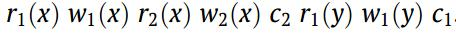 r₁(x) w₁(x) r₂(x) w₂(x) c₂ r₁(y) w₁(y) c₁.